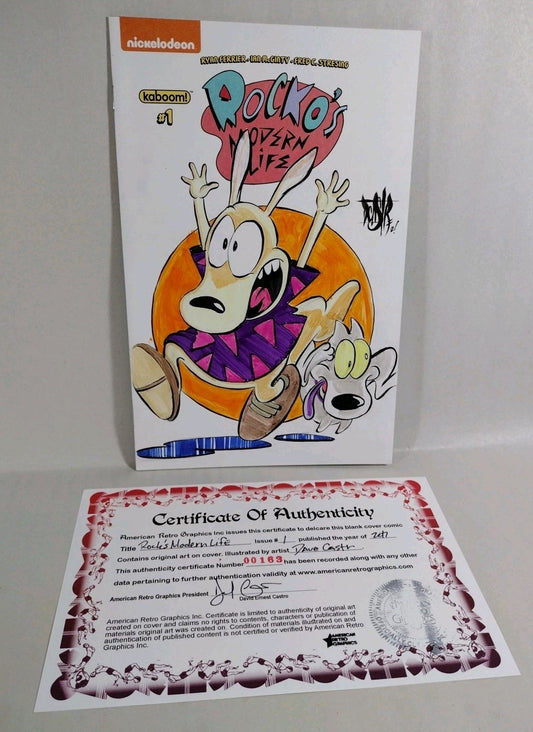 nickelodeon
RYAN FERRIER · IAN McGINTY · FRED C. STRESING
kaboom!
#1
ROCKO'S
MODERN
LIFE
Certificate Of Authenticity
American Retro Graphics Inc issues this certificate to delcare this blank cover comic
Title Rocko's Modern Life Issue # 1 published the year of 2017
Contains original art on cover. illustrated by artist Dave Castr
This authenticity Certificate Number 00163 has been recorded along with any other
data pertaining to further authentication validity at www.americanretrographics.com
American Retro Graphics President
David Ernest Castro
American Retro Graphics Inc. Certificate is limited to authenticity of original art
created on cover and claims no rights to contents, characters or publication of
materials original art was created on. Condition of materials illustrated on and
authentication of published content is not certified or verified by American Retro
Graphics Inc.
AMERICAN
RETRO
GRAPHICS